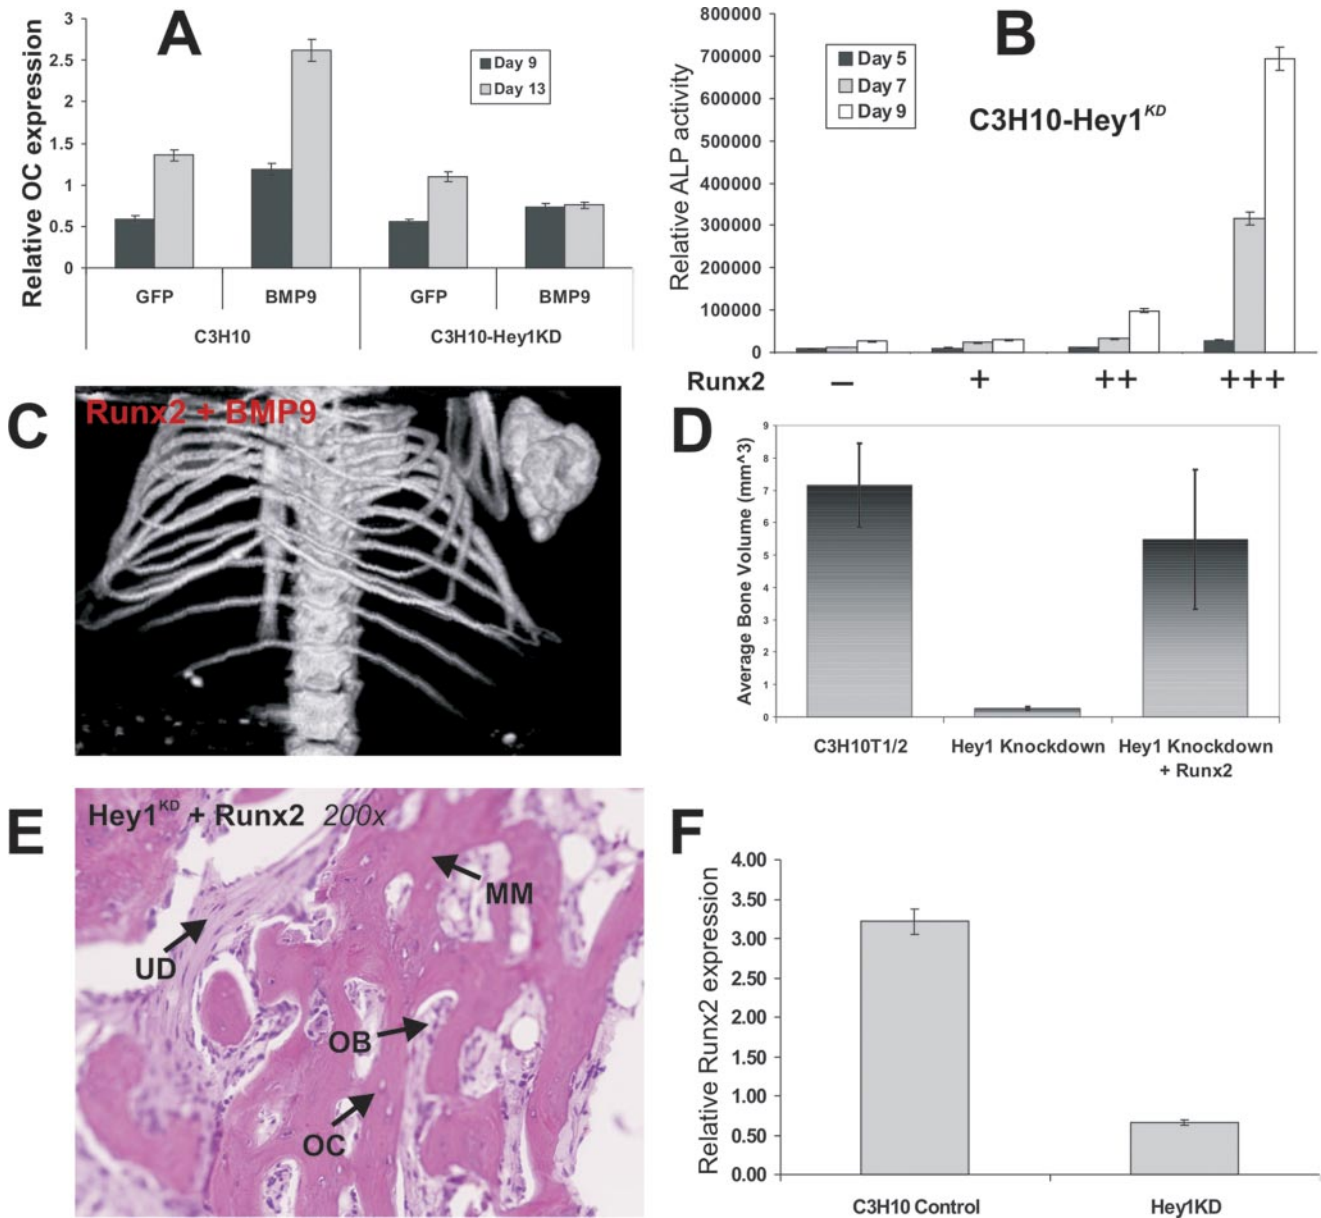 A
Relative OC expression
3
2.5
2
1.5
1
0.5
0
Day 9
Day 13
GFP
BMP9
GFP
BMP9
C3H10
C3H10-Hey1KD
B
Relative ALP activity
800000
700000
600000
500000
400000
300000
200000
100000
0
Day 5
Day 7
Day 9
C3H10-Hey1KD
Runx2
—
+
++
+++
C
Runx2 + BMP9
D
Average Bone Volume (mm^3)
9
8
7
6
5
4
3
2
1
0
C3H10T1/2
Hey1 Knockdown
Hey1 Knockdown
+ Runx2
E
Hey1KD + Runx2 200x
MM
UD
OB
OC
F
Relative Runx2 expression
4.00
3.50
3.00
2.50
2.00
1.50
1.00
0.50
0.00
C3H10 Control
Hey1KD